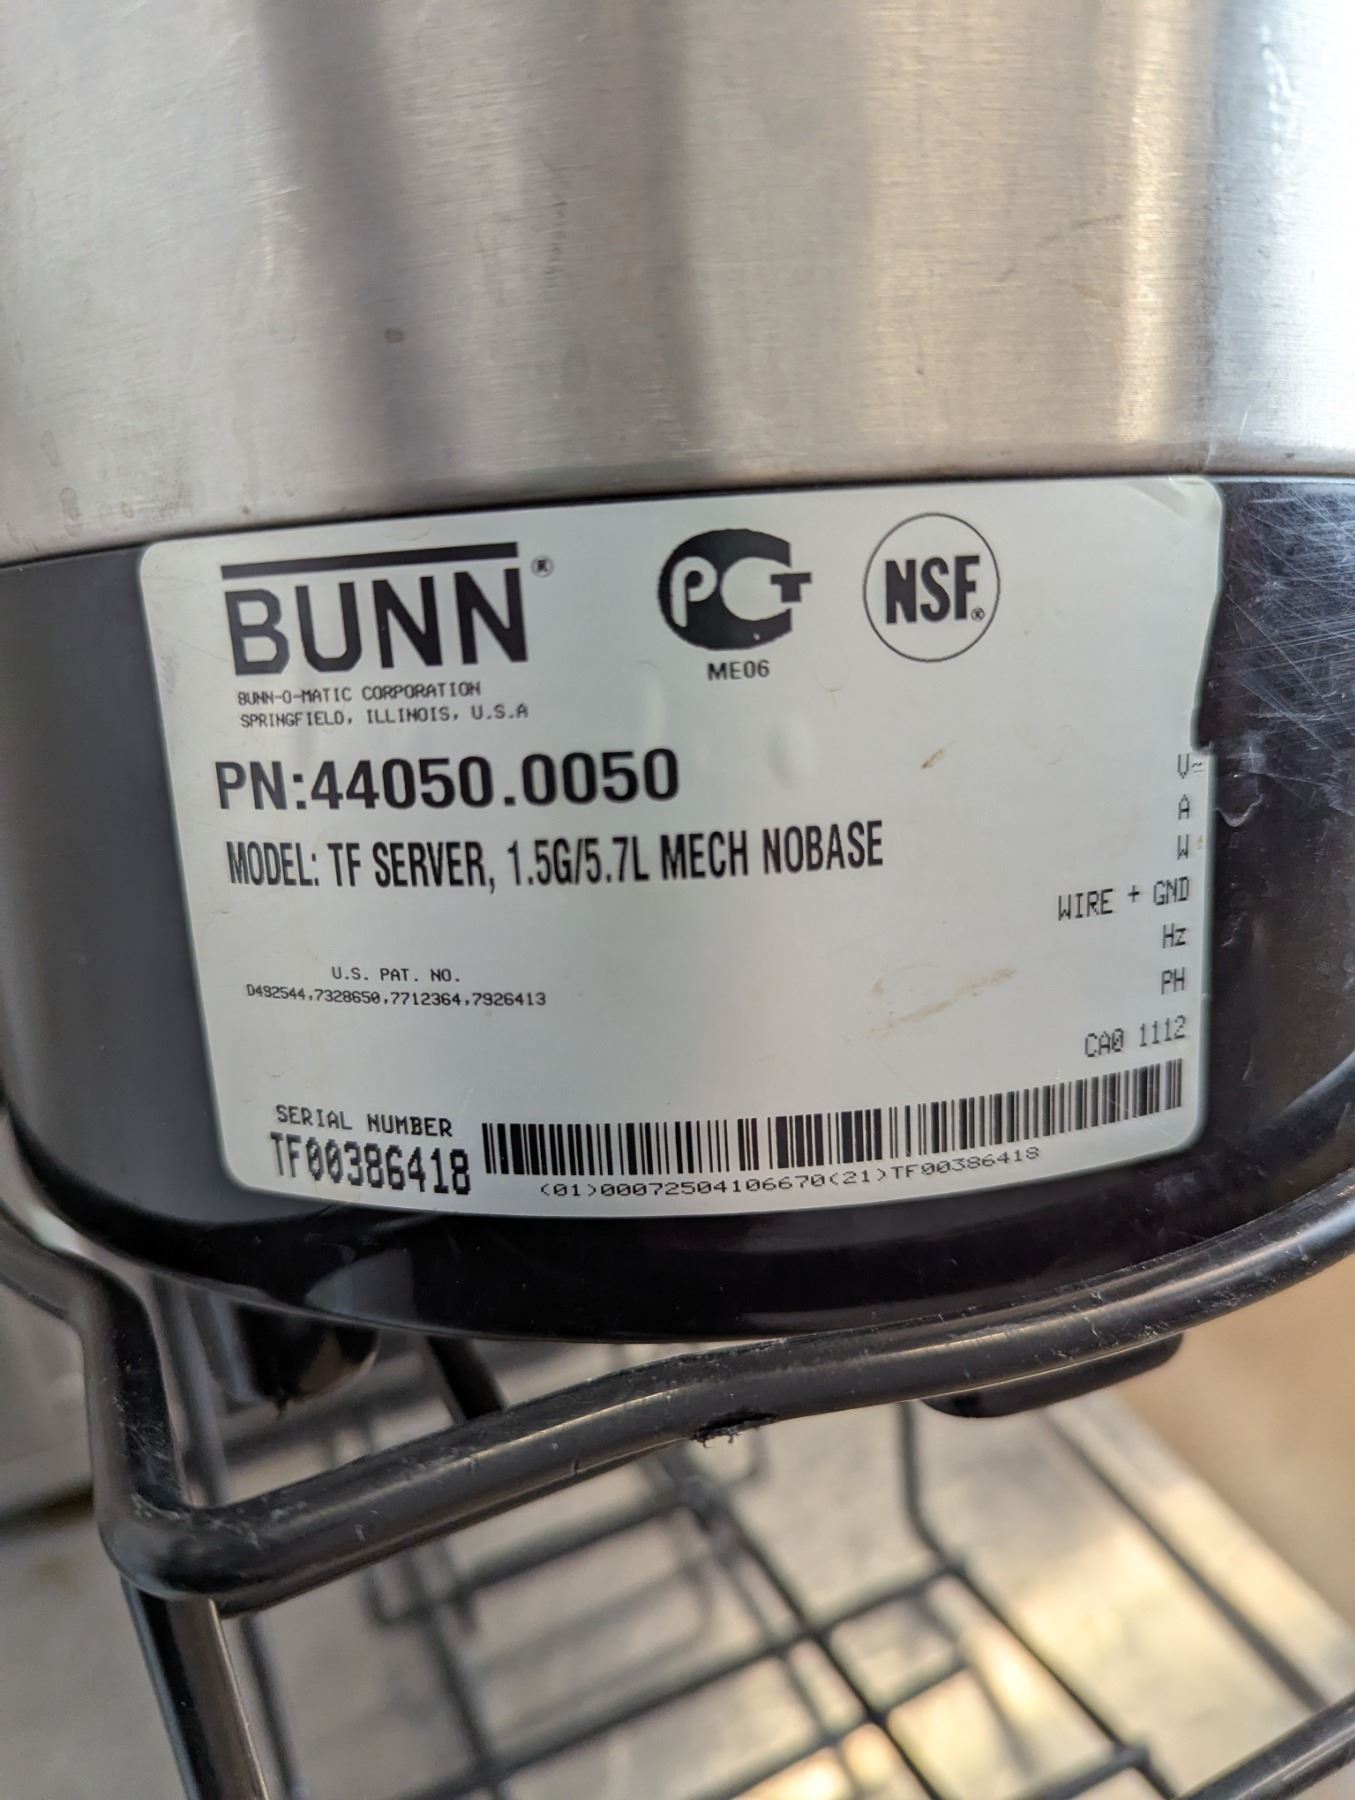 BUNN®
BUNN-O-MATIC CORPORATION
SPRINGFIELD, ILLINOIS, U.S.A
PCT
ME06
NSF®
PN:44050.0050
MODEL: TF SERVER, 1.5G/5.7L MECH NOBASE
V~
A
W
WIRE + GND
Hz
PH
U.S. PAT. NO.
D492544,7328650,7712364,7926413
CA0 1112
SERIAL NUMBER
TF00386418
(01)00072504106670(21)TF00386418